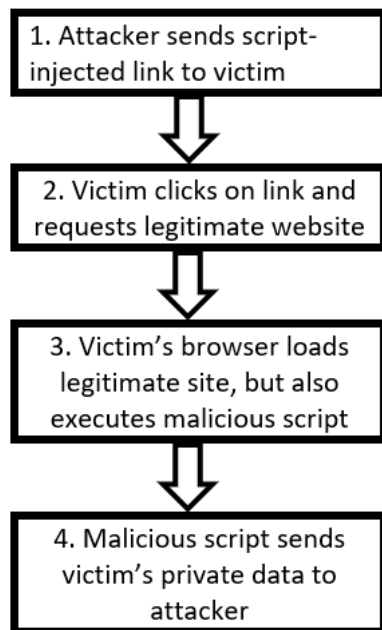 1. Attacker sends script-
injected link to victim
2. Victim clicks on link and
requests legitimate website
3. Victim’s browser loads
legitimate site, but also
executes malicious script
4. Malicious script sends
victim’s private data to
attacker